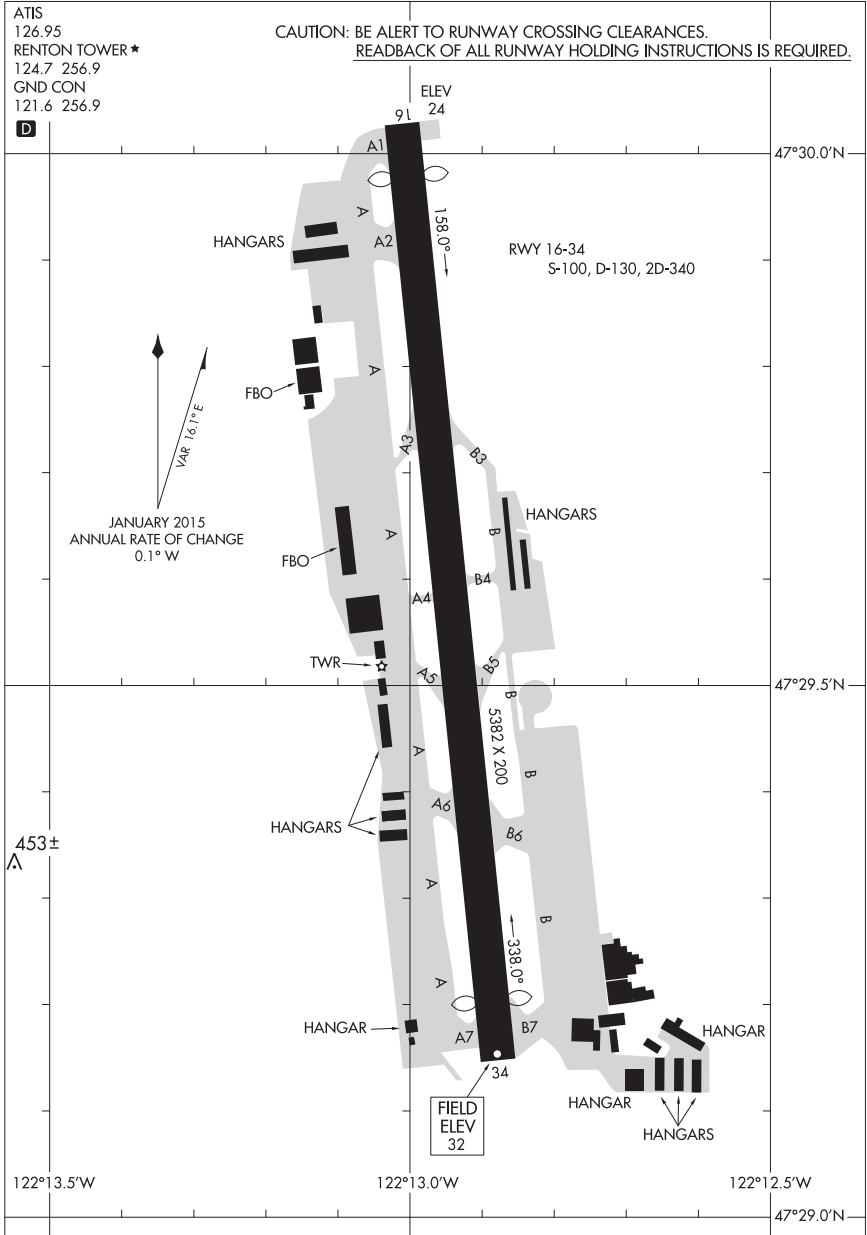 ATIS
126.95
RENTON TOWER★
124.7 256.9
GND CON
121.6 256.9
D
CAUTION: BE ALERT TO RUNWAY CROSSING CLEARANCES.
READBACK OF ALL RUNWAY HOLDING INSTRUCTIONS IS REQUIRED.
ELEV
24
16
A1
47°30.0'N
A
A2
HANGARS
158.0°
RWY 16-34
S-100, D-130, 2D-340
A
FBO
VAR 16.1° E
A3
B3
JANUARY 2015
ANNUAL RATE OF CHANGE
0.1° W
HANGARS
A
B
FBO
A4
B4
TWR
A5
B5
B
47°29.5'N
5382 X 200
A
B
A6
B6
HANGARS
453±
A
B
338.0°
A
HANGAR
A7
B7
34
HANGAR
FIELD
ELEV
32
HANGAR
HANGARS
122°13.5'W
122°13.0'W
122°12.5'W
47°29.0'N